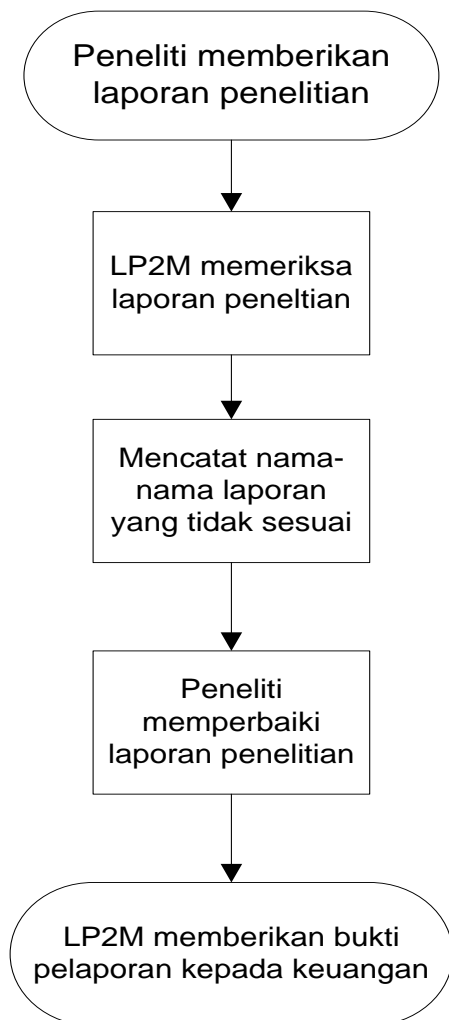 Peneliti memberikan
laporan penelitian
LP2M memeriksa
laporan peneltian
Mencatat nama-
nama laporan
yang tidak sesuai
Peneliti
memperbaiki
laporan penelitian
LP2M memberikan bukti
pelaporan kepada keuangan